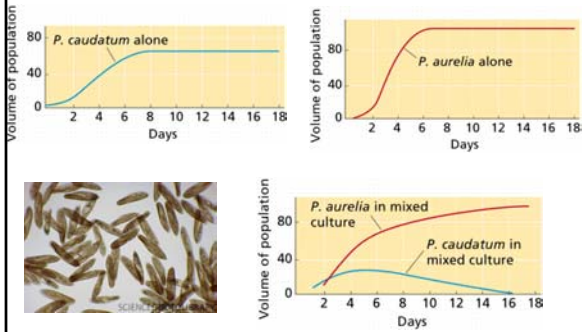 Volume of population
80
40
0
P. caudatum alone
0 2 4 6 8 10 12 14 16 18
Days
Volume of population
80
40
0
P. aurelia alone
2 4 6 8 10 12 14 16 18
Days
Volume of population
80
40
0
P. aurelia in mixed
culture
P. caudatum in
mixed culture
2 4 6 8 10 12 14 16 18
Days